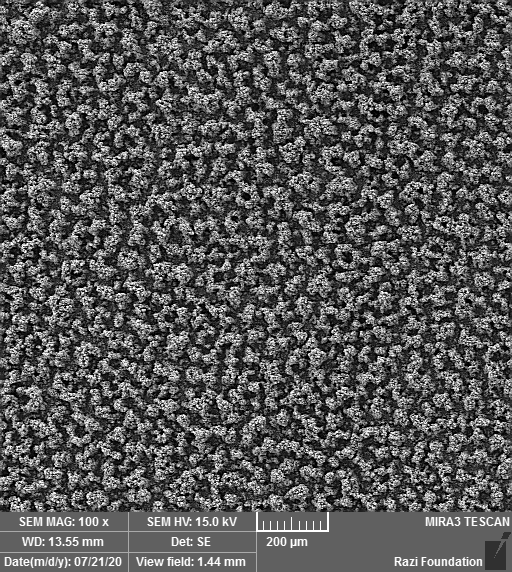 SEM MAG: 100 x SEM HV: 15.0 kV MIRA3 TESCAN
WD: 13.55 mm Det: SE 200 µm
Date(m/d/y): 07/21/20 View field: 1.44 mm Razi Foundation